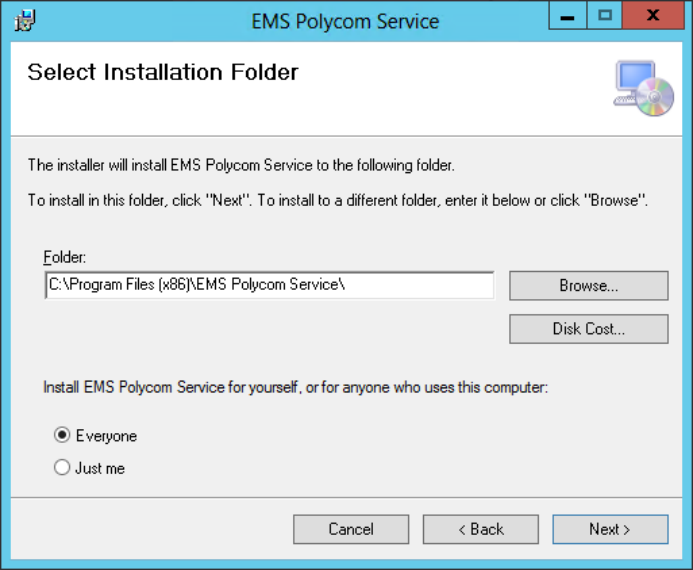 EMS Polycom Service
Select Installation Folder
The installer will install EMS Polycom Service to the following folder.
To install in this folder, click "Next". To install to a different folder, enter it below or click "Browse".
Folder:
C:\Program Files (x86)\EMS Polycom Service\
Browse...
Disk Cost...
Install EMS Polycom Service for yourself, or for anyone who uses this computer:
Everyone
Just me
Cancel
< Back
Next >